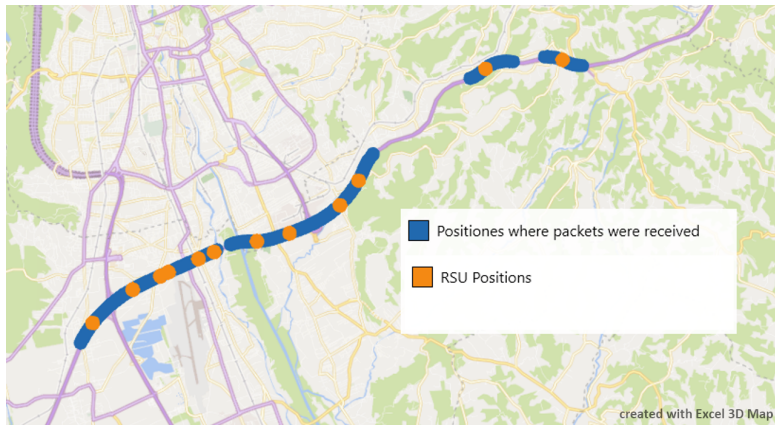 Positiones where packets were received
RSU Positions
created with Excel 3D Map